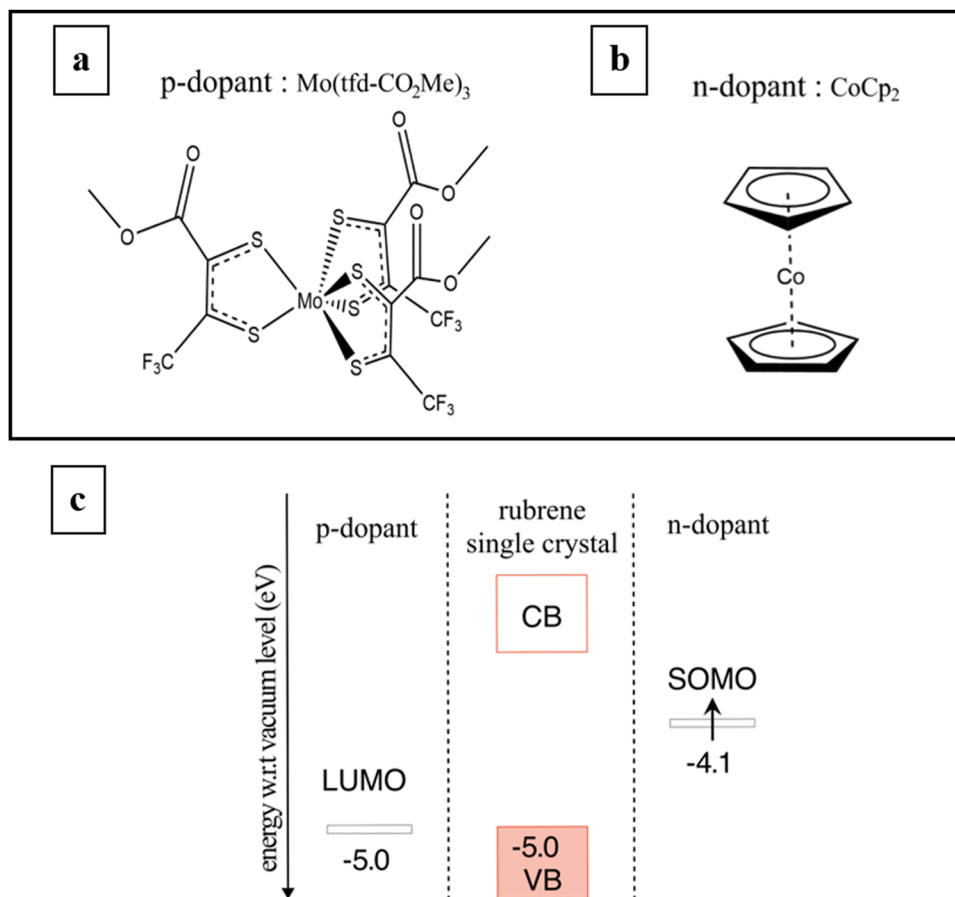 a
p-dopant : Mo(tfd-CO₂Me)₃
O
O
O
O
O
O
S
S
S
S
S
S
Mo
F₃C
CF₃
CF₃
b
n-dopant : CoCp₂
Co
c
energy w.r.t vacuum level (eV)
p-dopant
LUMO
-5.0
rubrene
single crystal
CB
-5.0
VB
n-dopant
SOMO
-4.1